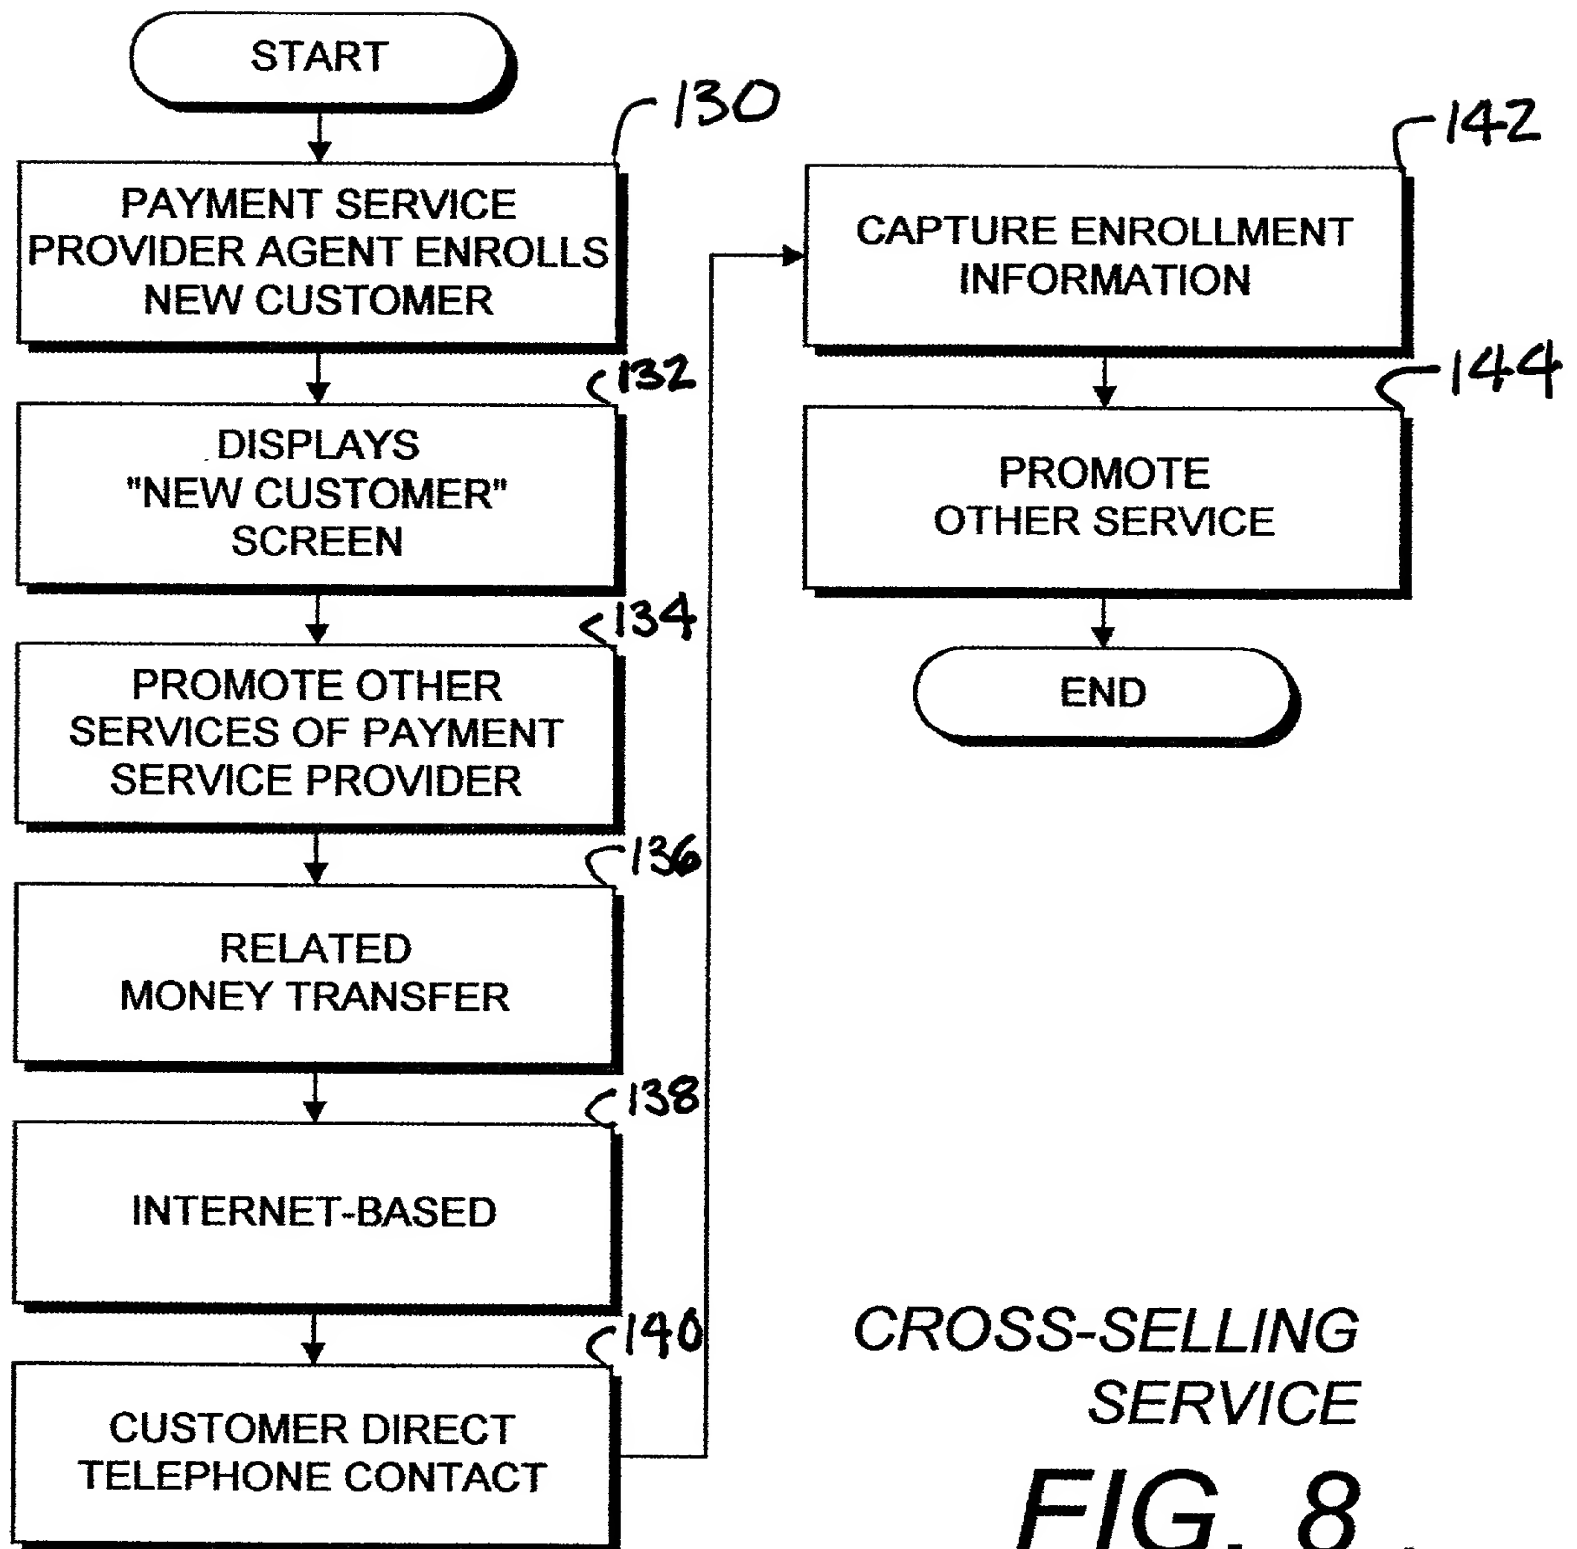 START
130
PAYMENT SERVICE
PROVIDER AGENT ENROLLS
NEW CUSTOMER
132
DISPLAYS
"NEW CUSTOMER"
SCREEN
134
PROMOTE OTHER
SERVICES OF PAYMENT
SERVICE PROVIDER
136
RELATED
MONEY TRANSFER
138
INTERNET-BASED
140
CUSTOMER DIRECT
TELEPHONE CONTACT
142
CAPTURE ENROLLMENT
INFORMATION
144
PROMOTE
OTHER SERVICE
END
CROSS-SELLING
SERVICE
FIG. 8